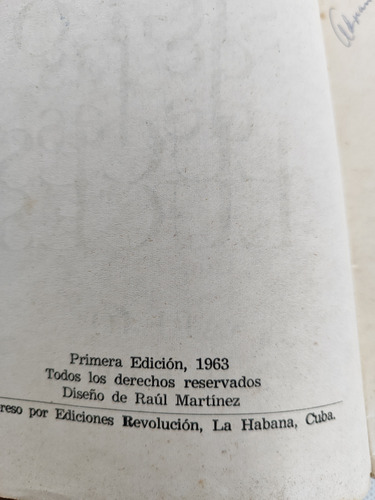 Primera Edición, 1963
Todos los derechos reservados
Diseño de Raúl Martínez
reso por Ediciones Revolución, La Habana, Cuba.